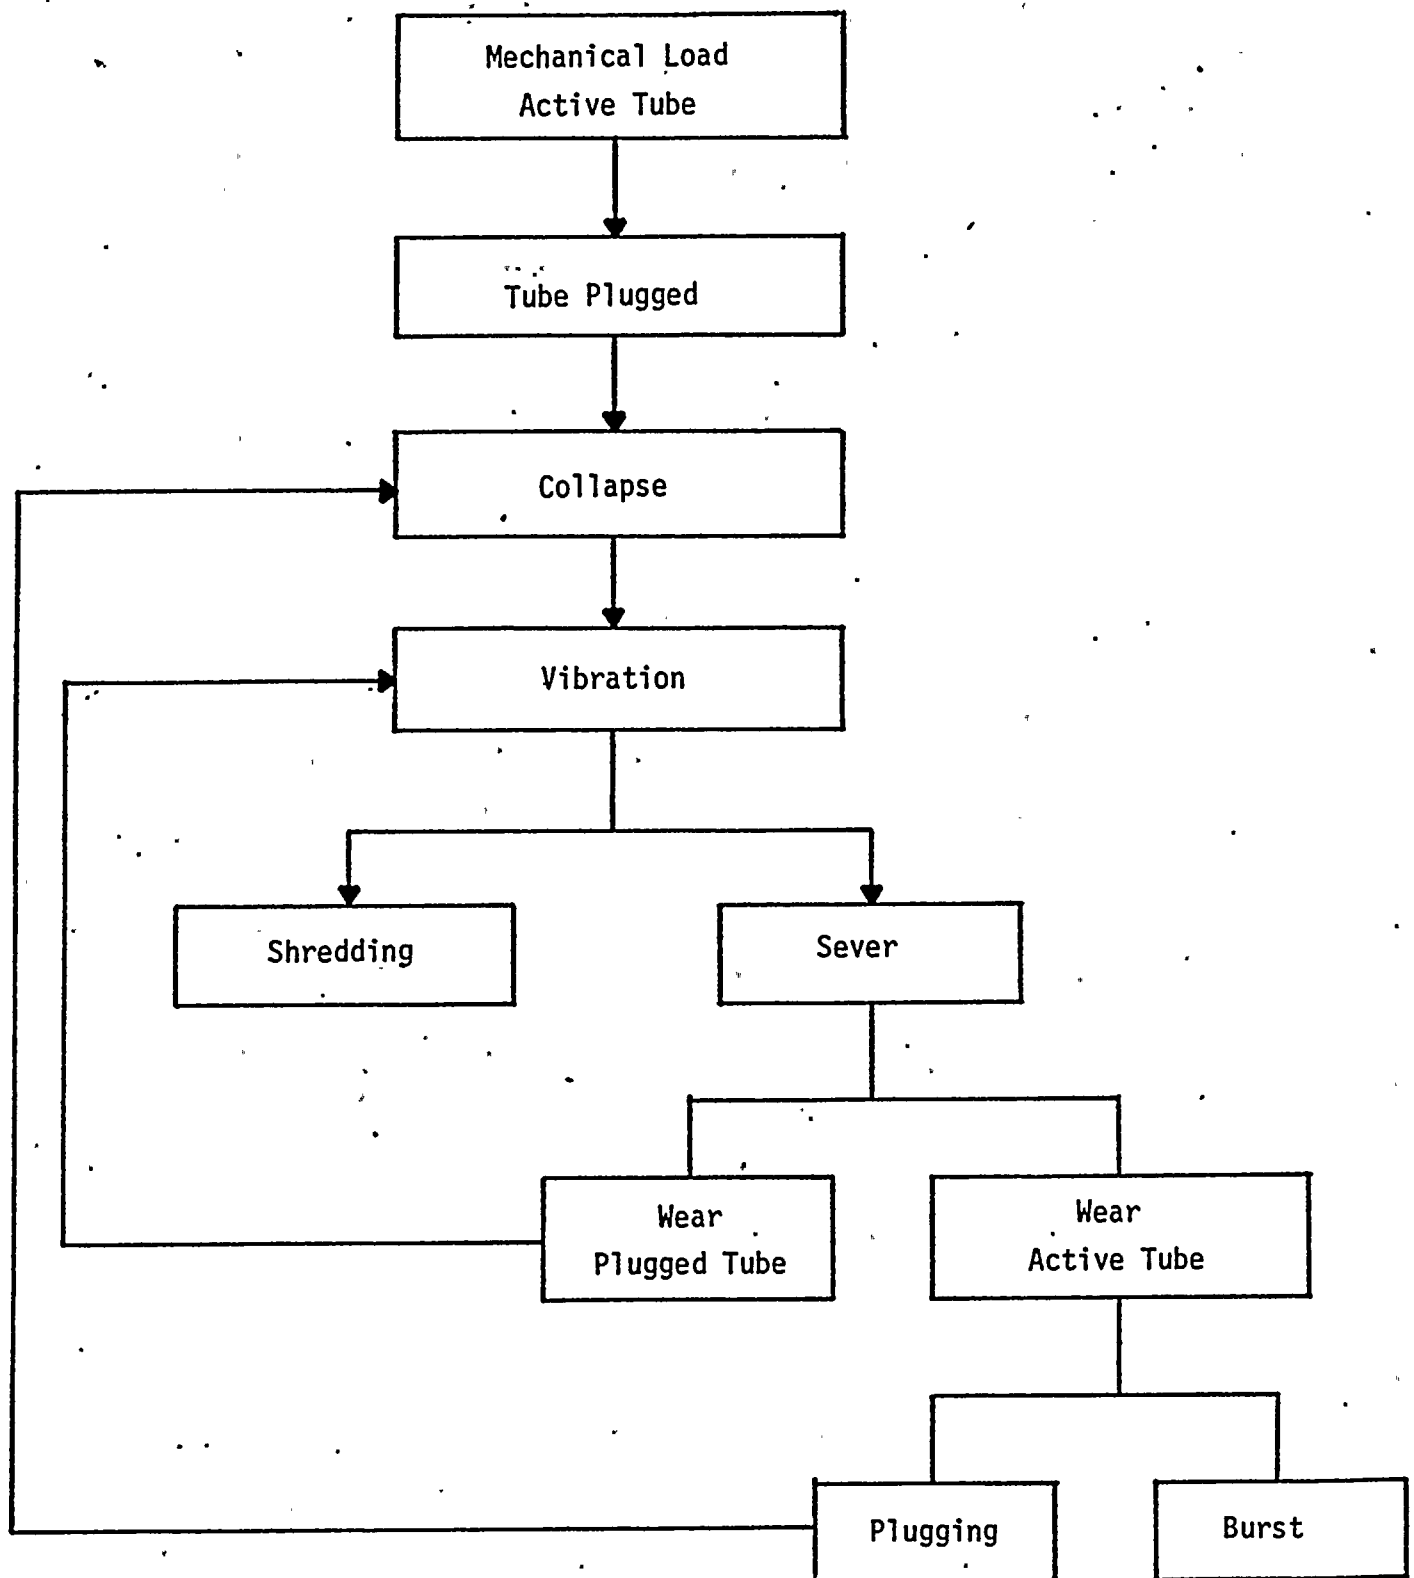 Mechanical Load
Active Tube
Tube Plugged
Collapse
Vibration
Shredding
Sever
Wear
Plugged Tube
Wear
Active Tube
Plugging
Burst